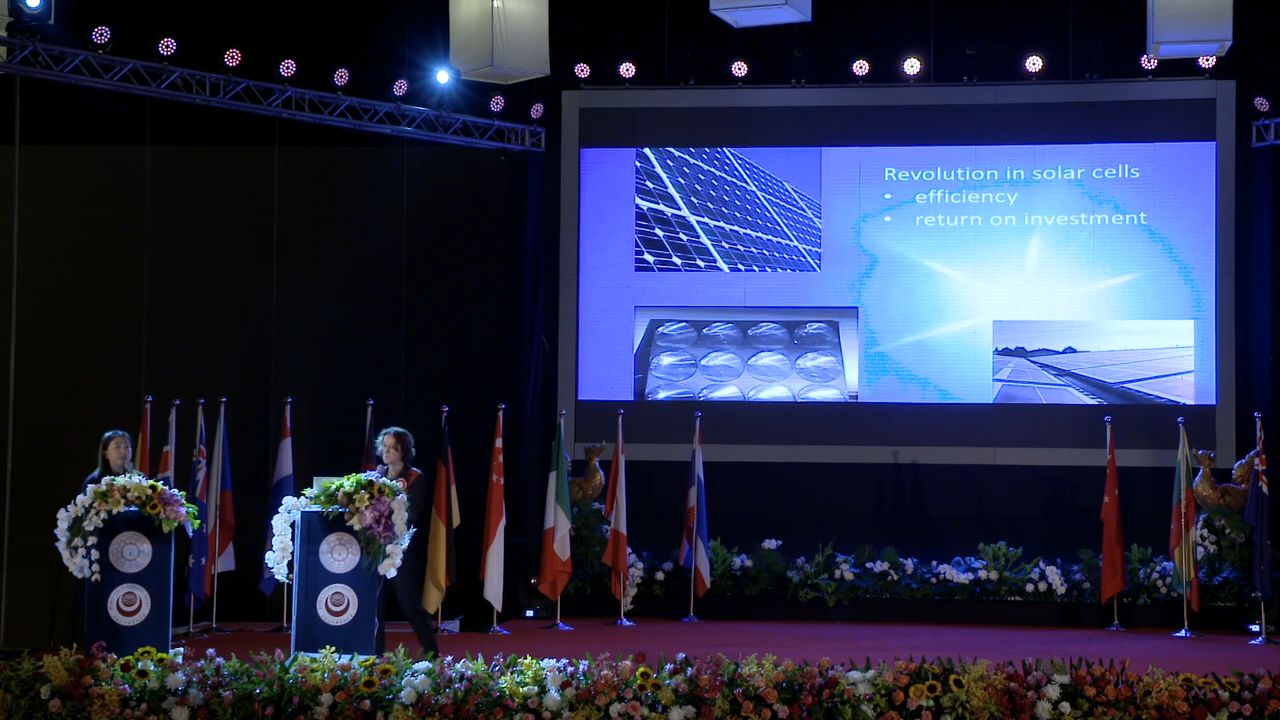 Revolution in solar cells
• efficiency
• return on investment